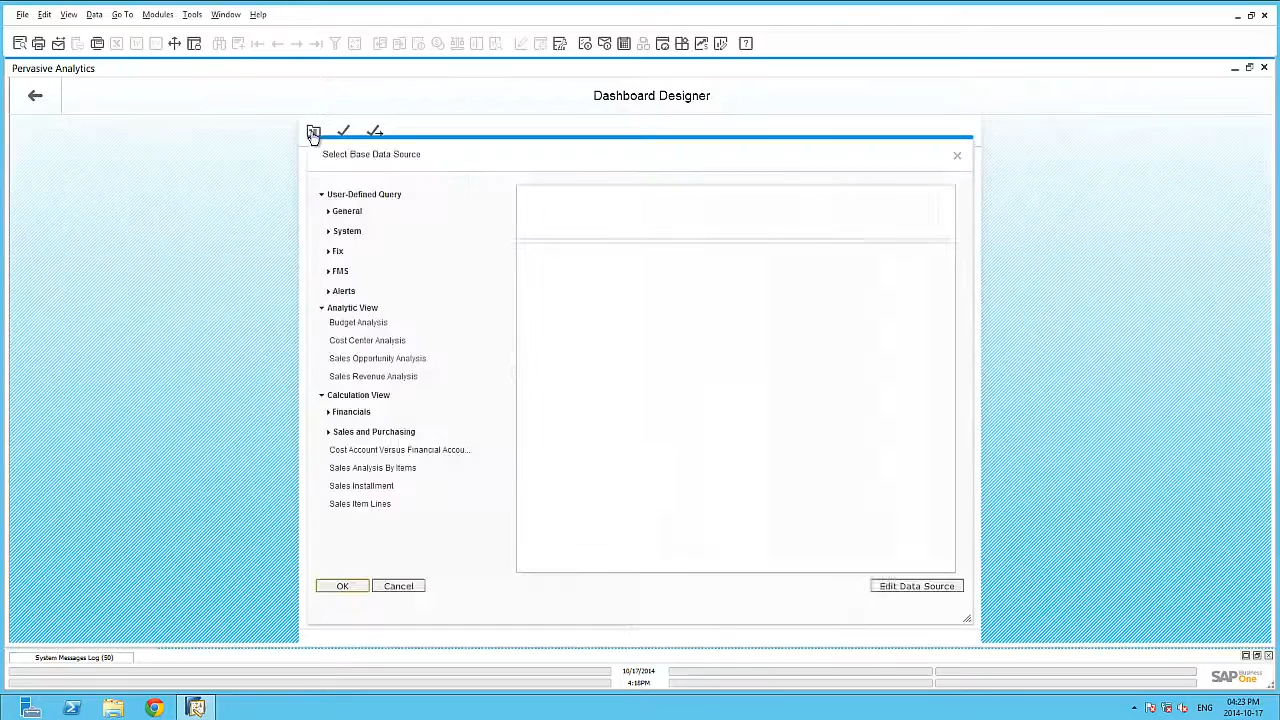 File Edit View Data Go To Modules Tools Window Help
Pervasive Analytics
Dashboard Designer
Select Base Data Source
User-Defined Query
General
System
Fix
FMS
Alerts
Analytic View
Budget Analysis
Cost Center Analysis
Sales Opportunity Analysis
Sales Revenue Analysis
Calculation View
Financials
Sales and Purchasing
Cost Account Versus Financial Accou...
Sales Analysis By Items
Sales Installment
Sales Item Lines
OK Cancel Edit Data Source
System Messages Log (50)
10/17/2014
4:18PM
SAP Business One
ENG
04:23 PM
2014-10-17